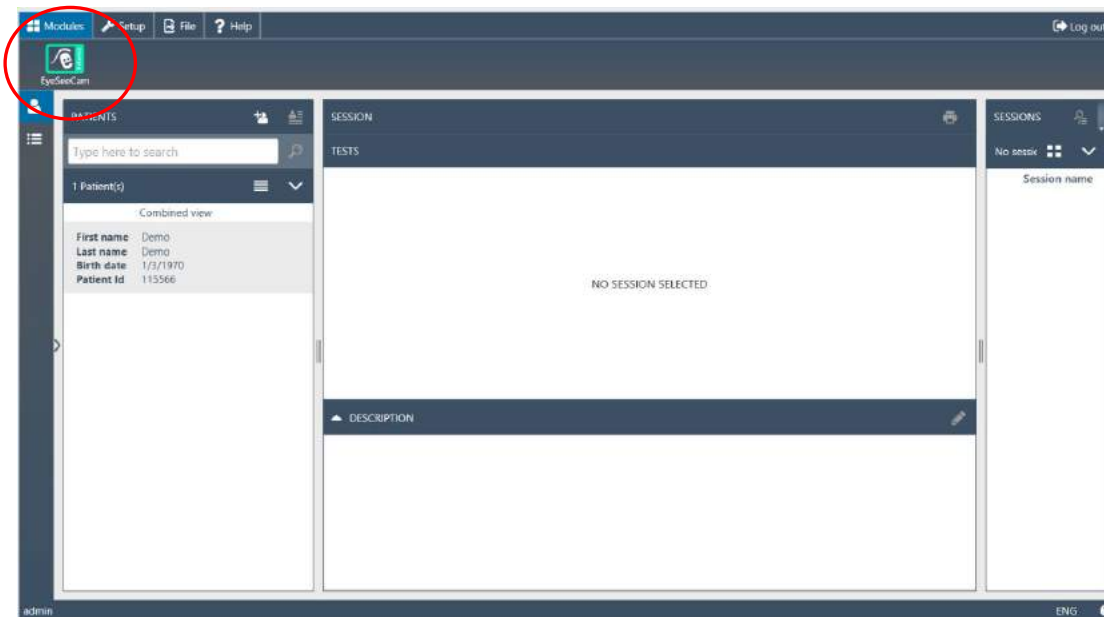 Modules Setup File Help Log out
EyeSeeCam
PATIENTS
Type here to search
1 Patient(s)
Combined view
First name Demo
Last name Demo
Birth date 1/3/1970
Patient Id 115566
SESSION
TESTS
NO SESSION SELECTED
DESCRIPTION
SESSIONS
No sessic
Session name
admin ENG